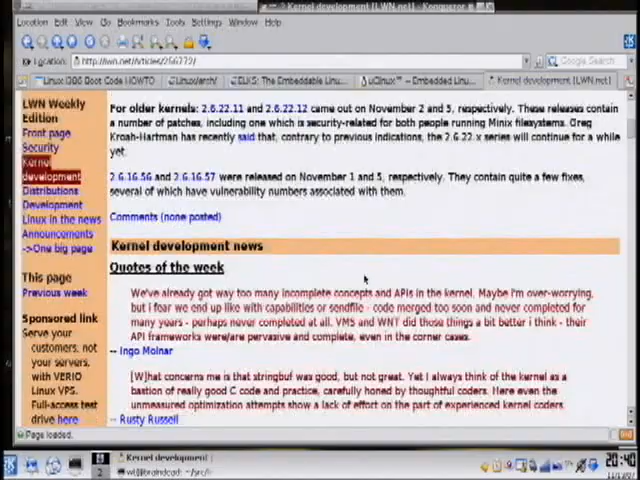 Kernel development [LWN.net] - Konqueror
Location Edit View Go Bookmarks Tools Settings Window Help
Location: http://lwn.net/Articles/256772/
Google Search
Linux i386 Boot Code HOWTO
Linux/arch/
ELKS: The Embeddable Linu...
uClinux™ -- Embedded Linu...
Kernel development [LWN.net]
LWN Weekly
Edition
Front page
Security
Kernel
development
Distributions
Development
Linux in the news
Announcements
->One big page
This page
Previous week
Sponsored link
Serve your
customers, not
your servers,
with VERIO
Linux VPS.
Full-access test
drive here
For older kernels: 2.6.22.11 and 2.6.22.12 came out on November 2 and 5, respectively. These releases contain
a number of patches, including one which is security-related for both people running Minix filesystems. Greg
Kroah-Hartman has recently said that, contrary to previous indications, the 2.6.22.x series will continue for a while
yet.
2.6.16.56 and 2.6.16.57 were released on November 1 and 5, respectively. They contain quite a few fixes,
several of which have vulnerability numbers associated with them.
Comments (none posted)
Kernel development news
Quotes of the week
We've already got way too many incomplete concepts and APIs in the kernel. Maybe i'm over-worrying,
but i fear we end up like with capabilities or sendfile - code merged too soon and never completed for
many years - perhaps never completed at all. VMS and WNT did those things a bit better i think - their
API frameworks were/are pervasive and complete, even in the corner cases.
-- Ingo Molnar
[W]hat concerns me is that stringbuf was good, but not great. Yet I always think of the kernel as a
bastion of really good C code and practice, carefully honed by thoughtful coders. Here even the
unmeasured optimization attempts show a lack of effort on the part of experienced kernel coders.
-- Rusty Russell
Page loaded.
2
Kernel development
wli@braindead: ~/src/l
20:40